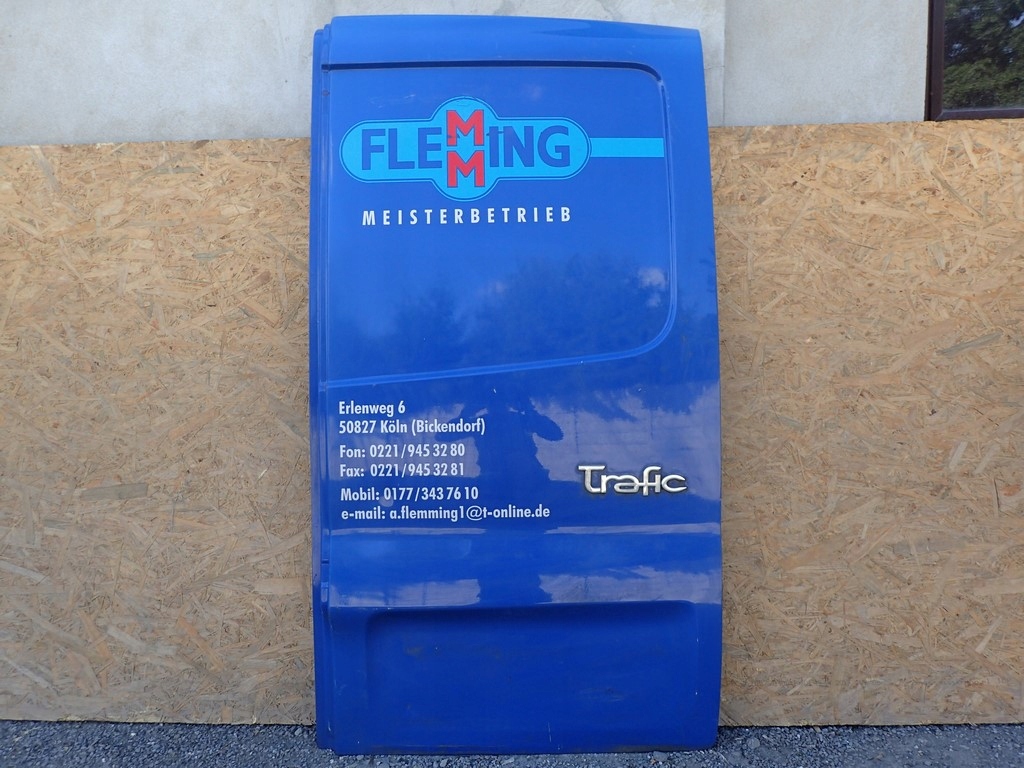 FLEMMING
MEISTERBETRIEB
Erlenweg 6
50827 Köln (Bickendorf)
Fon: 0221/945 32 80
Fax: 0221/945 32 81
Mobil: 0177/343 76 10
e-mail: a.flemming1@t-online.de
Trafic